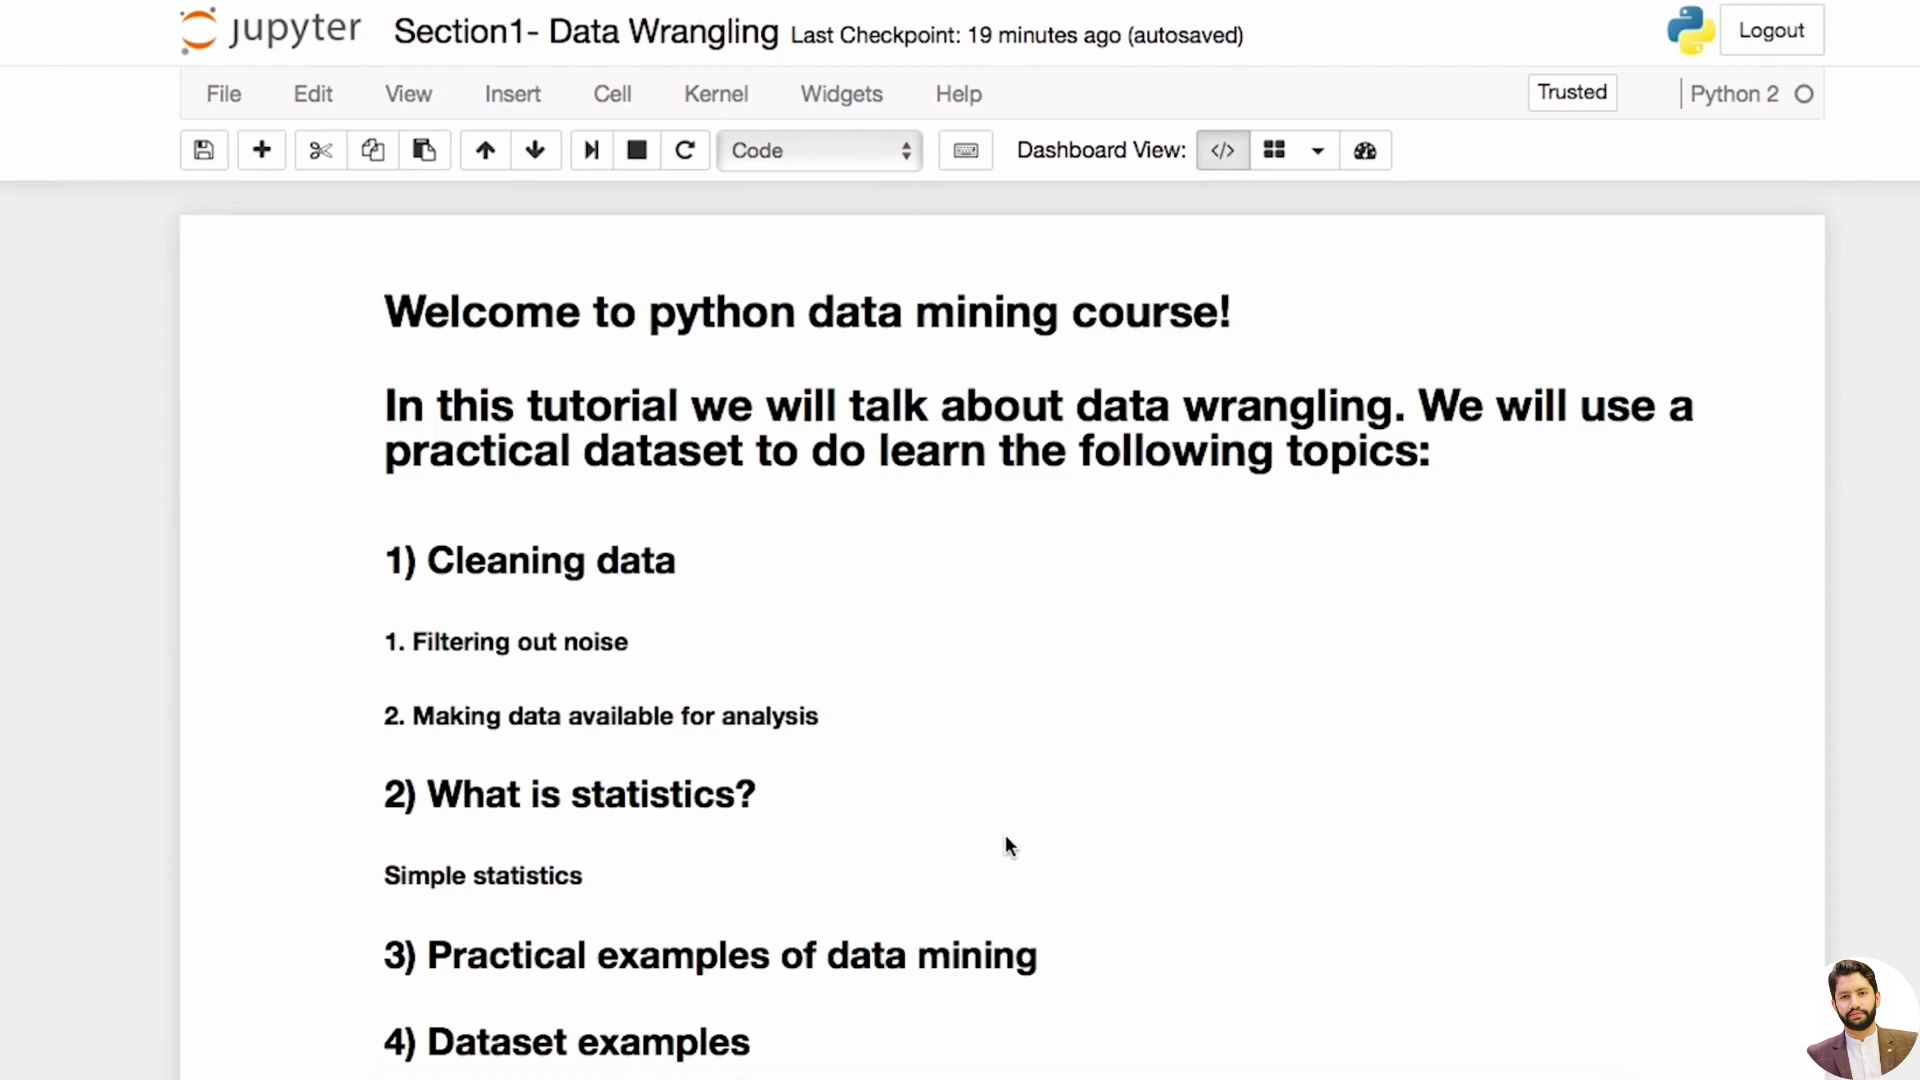 jupyter Section1- Data Wrangling Last Checkpoint: 19 minutes ago (autosaved) Logout
File Edit View Insert Cell Kernel Widgets Help Trusted Python 2
Code Dashboard View: </>
Welcome to python data mining course!
In this tutorial we will talk about data wrangling. We will use a
practical dataset to do learn the following topics:
1) Cleaning data
1. Filtering out noise
2. Making data available for analysis
2) What is statistics?
Simple statistics
3) Practical examples of data mining
4) Dataset examples